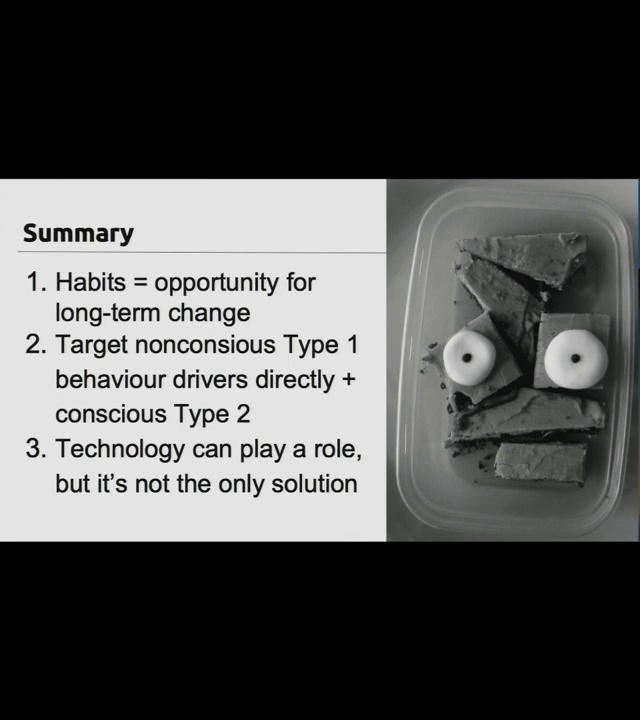 Summary
1. Habits = opportunity for
long-term change
2. Target nonconsious Type 1
behaviour drivers directly +
conscious Type 2
3. Technology can play a role,
but it's not the only solution